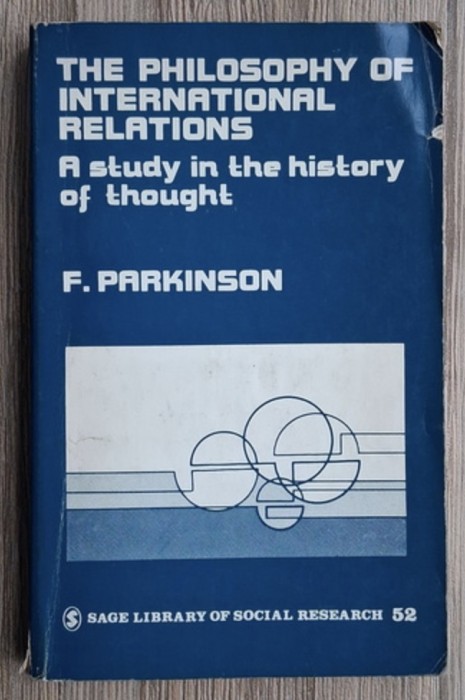 THE PHILOSOPHY OF
INTERNATIONAL
RELATIONS
A study in the history
of thought
F. PARKINSON
S SAGE LIBRARY OF SOCIAL RESEARCH 52